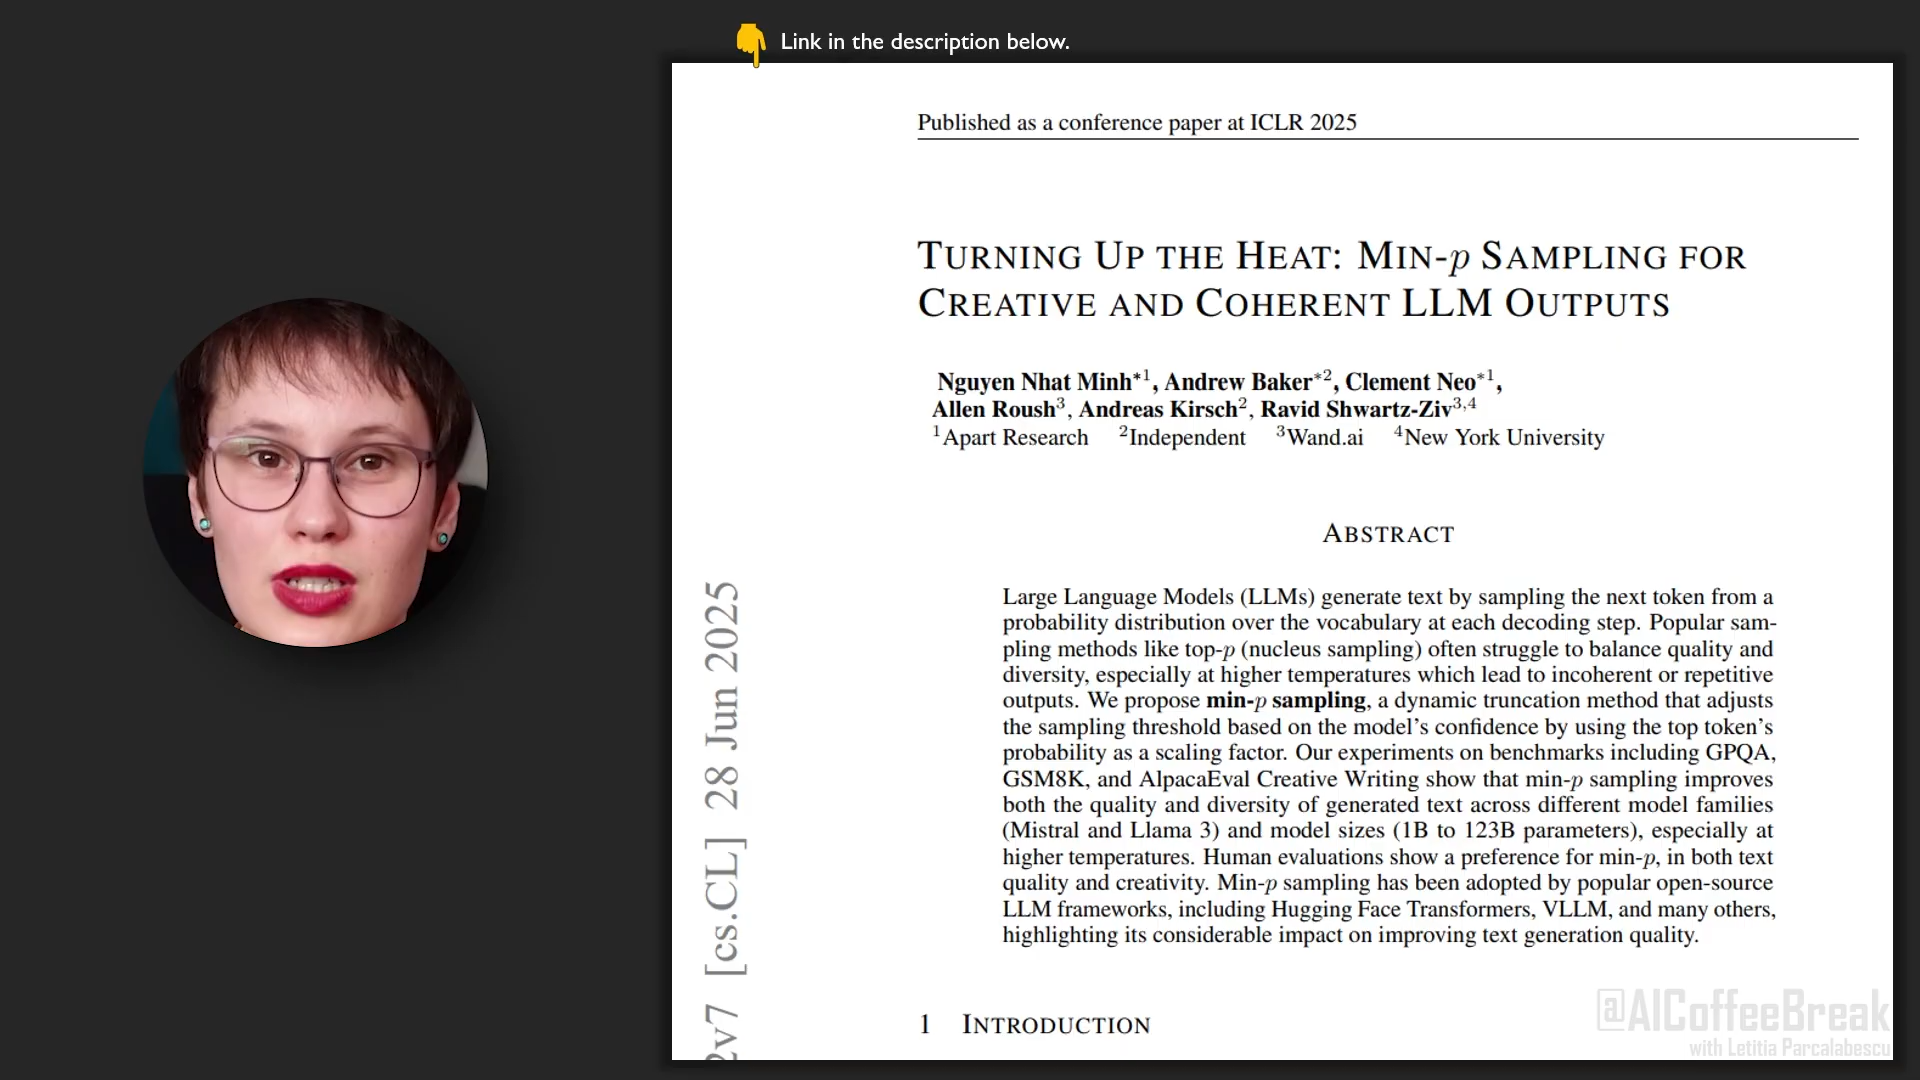 Link in the description below.
Published as a conference paper at ICLR 2025
TURNING UP THE HEAT: MIN-p SAMPLING FOR
CREATIVE AND COHERENT LLM OUTPUTS
Nguyen Nhat Minh*1, Andrew Baker*2, Clement Neo*1,
Allen Roush3, Andreas Kirsch2, Ravid Shwartz-Ziv3,4
1Apart Research 2Independent 3Wand.ai 4New York University
ABSTRACT
Large Language Models (LLMs) generate text by sampling the next token from a
probability distribution over the vocabulary at each decoding step. Popular sam-
pling methods like top-p (nucleus sampling) often struggle to balance quality and
diversity, especially at higher temperatures which lead to incoherent or repetitive
outputs. We propose min-p sampling, a dynamic truncation method that adjusts
the sampling threshold based on the model's confidence by using the top token's
probability as a scaling factor. Our experiments on benchmarks including GPQA,
GSM8K, and AlpacaEval Creative Writing show that min-p sampling improves
both the quality and diversity of generated text across different model families
(Mistral and Llama 3) and model sizes (1B to 123B parameters), especially at
higher temperatures. Human evaluations show a preference for min-p, in both text
quality and creativity. Min-p sampling has been adopted by popular open-source
LLM frameworks, including Hugging Face Transformers, VLLM, and many others,
highlighting its considerable impact on improving text generation quality.
1 INTRODUCTION
2v7 [cs.CL] 28 Jun 2025
@AICoffeeBreak
with Letitia Parcalabescu